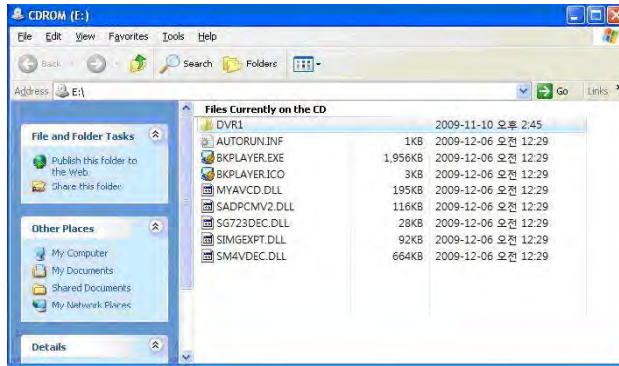 CDROM (E:)
File Edit View Favorites Tools Help
Back Search Folders
Address E:\ Go Links
File and Folder Tasks
Publish this folder to
the Web
Share this folder
Other Places
My Computer
My Documents
Shared Documents
My Network Places
Details
Files Currently on the CD
DVR1 2009-11-10 오후 2:45
AUTORUN.INF 1KB 2009-12-06 오전 12:29
BKPLAYER.EXE 1,956KB 2009-12-06 오전 12:29
BKPLAYER.ICO 3KB 2009-12-06 오전 12:29
MYAVCD.DLL 195KB 2009-12-06 오전 12:29
SADPCMV2.DLL 116KB 2009-12-06 오전 12:29
SG723DEC.DLL 28KB 2009-12-06 오전 12:29
SIMGEXPT.DLL 92KB 2009-12-06 오전 12:29
SM4VDEC.DLL 664KB 2009-12-06 오전 12:29